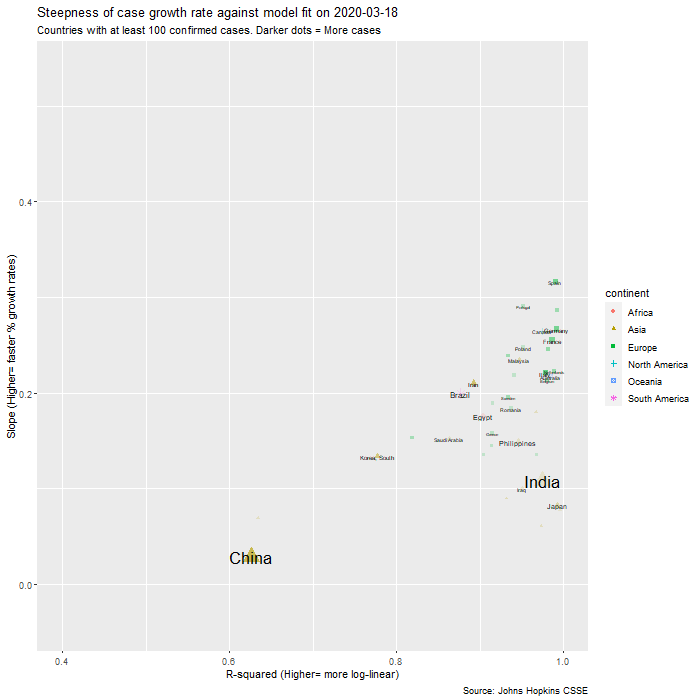 Steepness of case growth rate against model fit on 2020-03-18
Countries with at least 100 confirmed cases. Darker dots = More cases
Slope (Higher= faster % growth rates)
0.4
0.2
0.0
Spain
Portugal
Germany
France
Poland
Malaysia
Australia
Iran
Brazil
Romania
Egypt
Greece
Saudi Arabia
Philippines
Korea, South
India
Iraq
Japan
China
0.4
0.6
0.8
1.0
R-squared (Higher= more log-linear)
continent
Africa
Asia
Europe
North America
Oceania
South America
Source: Johns Hopkins CSSE